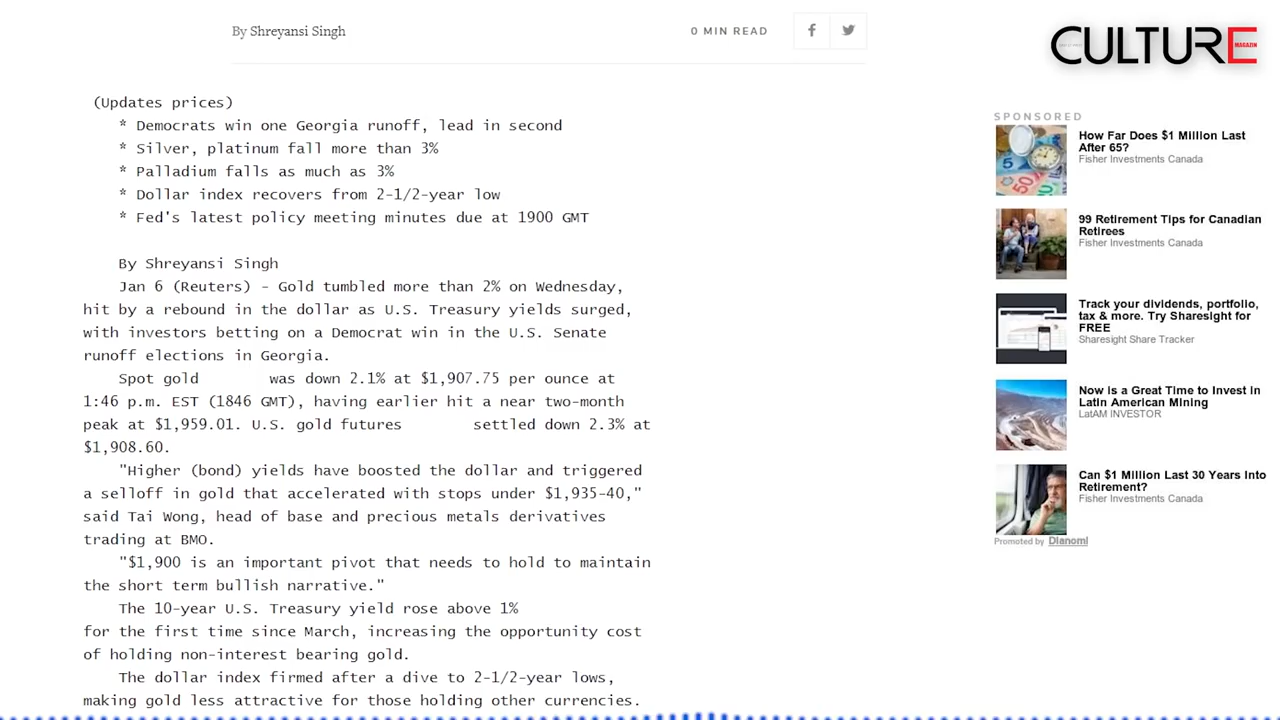 By Shreyansi Singh
0 MIN READ
CULTURE
MAGAZIN
(Updates prices)
* Democrats win one Georgia runoff, lead in second
* Silver, platinum fall more than 3%
* Palladium falls as much as 3%
* Dollar index recovers from 2-1/2-year low
* Fed's latest policy meeting minutes due at 1900 GMT
By Shreyansi Singh
Jan 6 (Reuters) - Gold tumbled more than 2% on Wednesday,
hit by a rebound in the dollar as U.S. Treasury yields surged,
with investors betting on a Democrat win in the U.S. Senate
runoff elections in Georgia.
Spot gold was down 2.1% at $1,907.75 per ounce at
1:46 p.m. EST (1846 GMT), having earlier hit a near two-month
peak at $1,959.01. U.S. gold futures settled down 2.3% at
$1,908.60.
"Higher (bond) yields have boosted the dollar and triggered
a selloff in gold that accelerated with stops under $1,935-40,"
said Tai Wong, head of base and precious metals derivatives
trading at BMO.
"$1,900 is an important pivot that needs to hold to maintain
the short term bullish narrative."
The 10-year U.S. Treasury yield rose above 1%
for the first time since March, increasing the opportunity cost
of holding non-interest bearing gold.
The dollar index firmed after a dive to 2-1/2-year lows,
making gold less attractive for those holding other currencies.
SPONSORED
How Far Does $1 Million Last
After 65?
Fisher Investments Canada
99 Retirement Tips for Canadian
Retirees
Fisher Investments Canada
Track your dividends, portfolio,
tax & more. Try Sharesight for
FREE
Sharesight Share Tracker
Now is a Great Time to Invest in
Latin American Mining
LatAM INVESTOR
Can $1 Million Last 30 Years Into
Retirement?
Fisher Investments Canada
Promoted by Dianomi